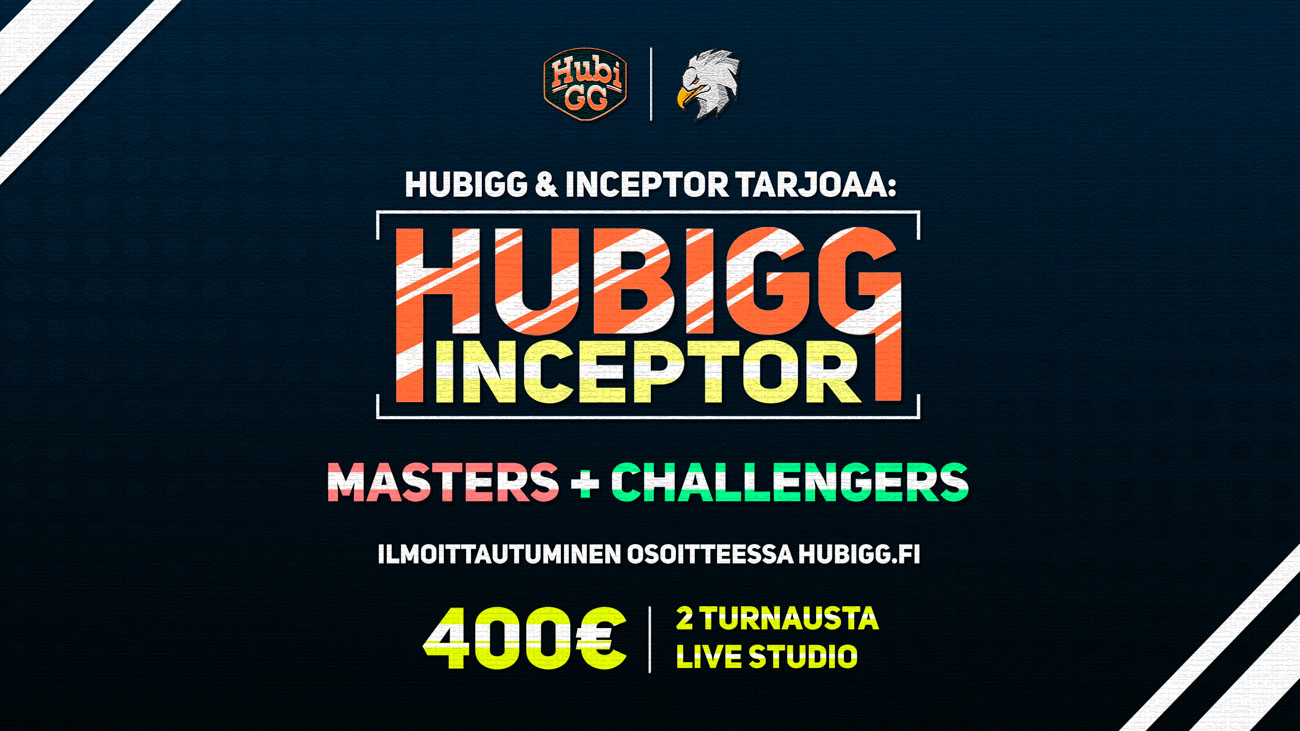 Hubi
GG
HUBIGG & INCEPTOR TARJOAA:
HUBIGG
INCEPTOR
MASTERS + CHALLENGERS
ILMOITTAUTUMINEN OSOITTEESSA HUBIGG.FI
400€
2 TURNAUSTA
LIVE STUDIO